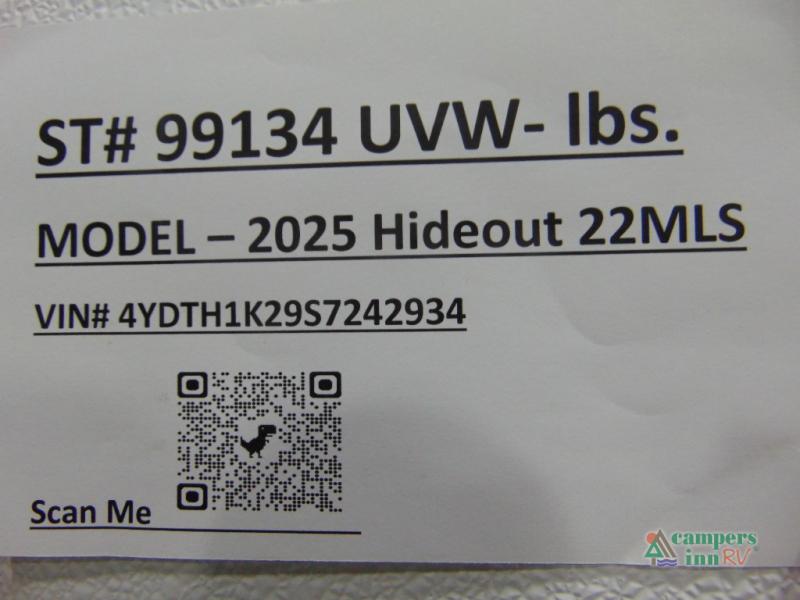 ST# 99134 UVW- lbs.
MODEL – 2025 Hideout 22MLS
VIN# 4YDTH1K29S7242934
Scan Me
campers
inn RV